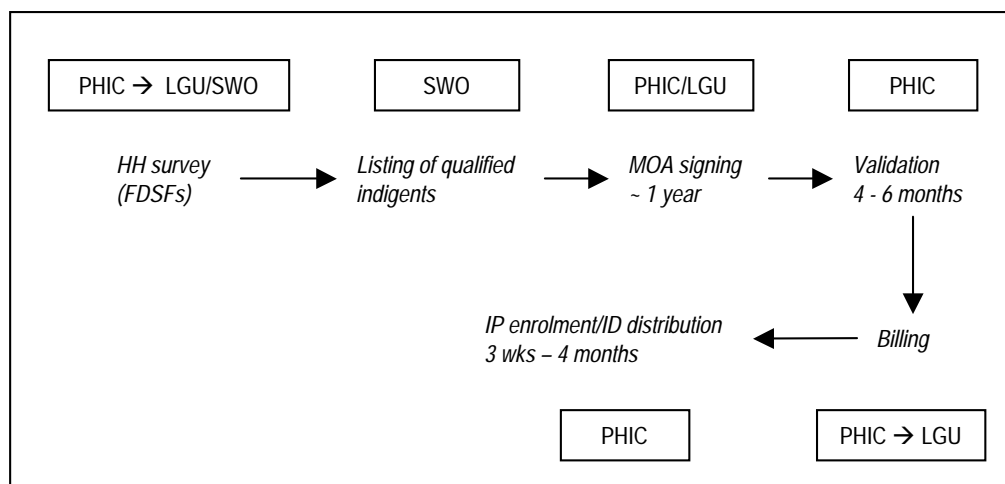 PHIC → LGU/SWO
SWO
PHIC/LGU
PHIC
HH survey
(FDSFs)
Listing of qualified
indigents
MOA signing
~ 1 year
Validation
4 - 6 months
IP enrolment/ID distribution
3 wks – 4 months
Billing
PHIC
PHIC → LGU